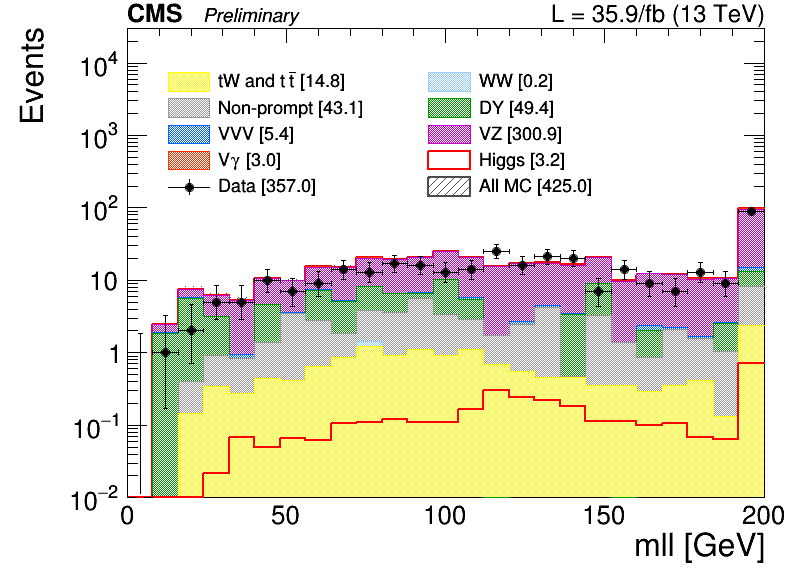 CMS Preliminary L = 35.9/fb (13 TeV)
Events
10⁴
10³
10²
10
1
10⁻¹
10⁻²
tW and tt̅ [14.8] WW [0.2]
Non-prompt [43.1] DY [49.4]
VVV [5.4] VZ [300.9]
Vγ [3.0] Higgs [3.2]
Data [357.0] All MC [425.0]
0 50 100 150 200
mll [GeV]